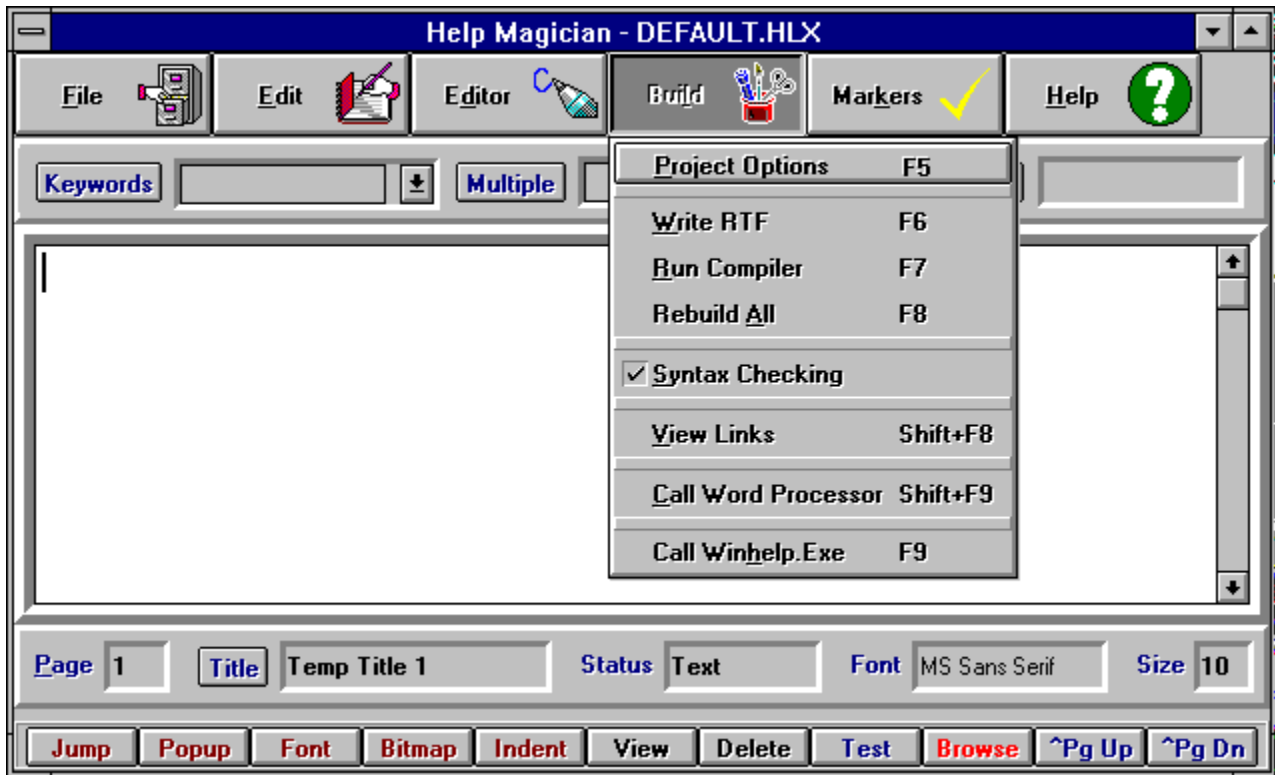 Help Magician - DEFAULT.HLX
File Edit Editor Build Markers Help
Keywords Multiple
Project Options F5
Write RTF F6
Run Compiler F7
Rebuild All F8
Syntax Checking
View Links Shift+F8
Call Word Processor Shift+F9
Call Winhelp.Exe F9
Page 1 Title Temp Title 1 Status Text Font MS Sans Serif Size 10
Jump Popup Font Bitmap Indent View Delete Test Browse ^Pg Up ^Pg Dn